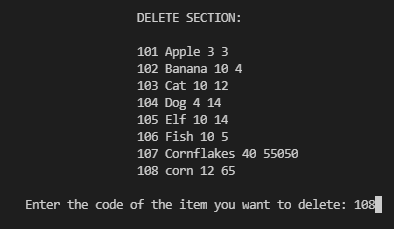 DELETE SECTION:
101 Apple 3 3
102 Banana 10 4
103 Cat 10 12
104 Dog 4 14
105 Elf 10 14
106 Fish 10 5
107 Cornflakes 40 55050
108 corn 12 65
Enter the code of the item you want to delete: 108